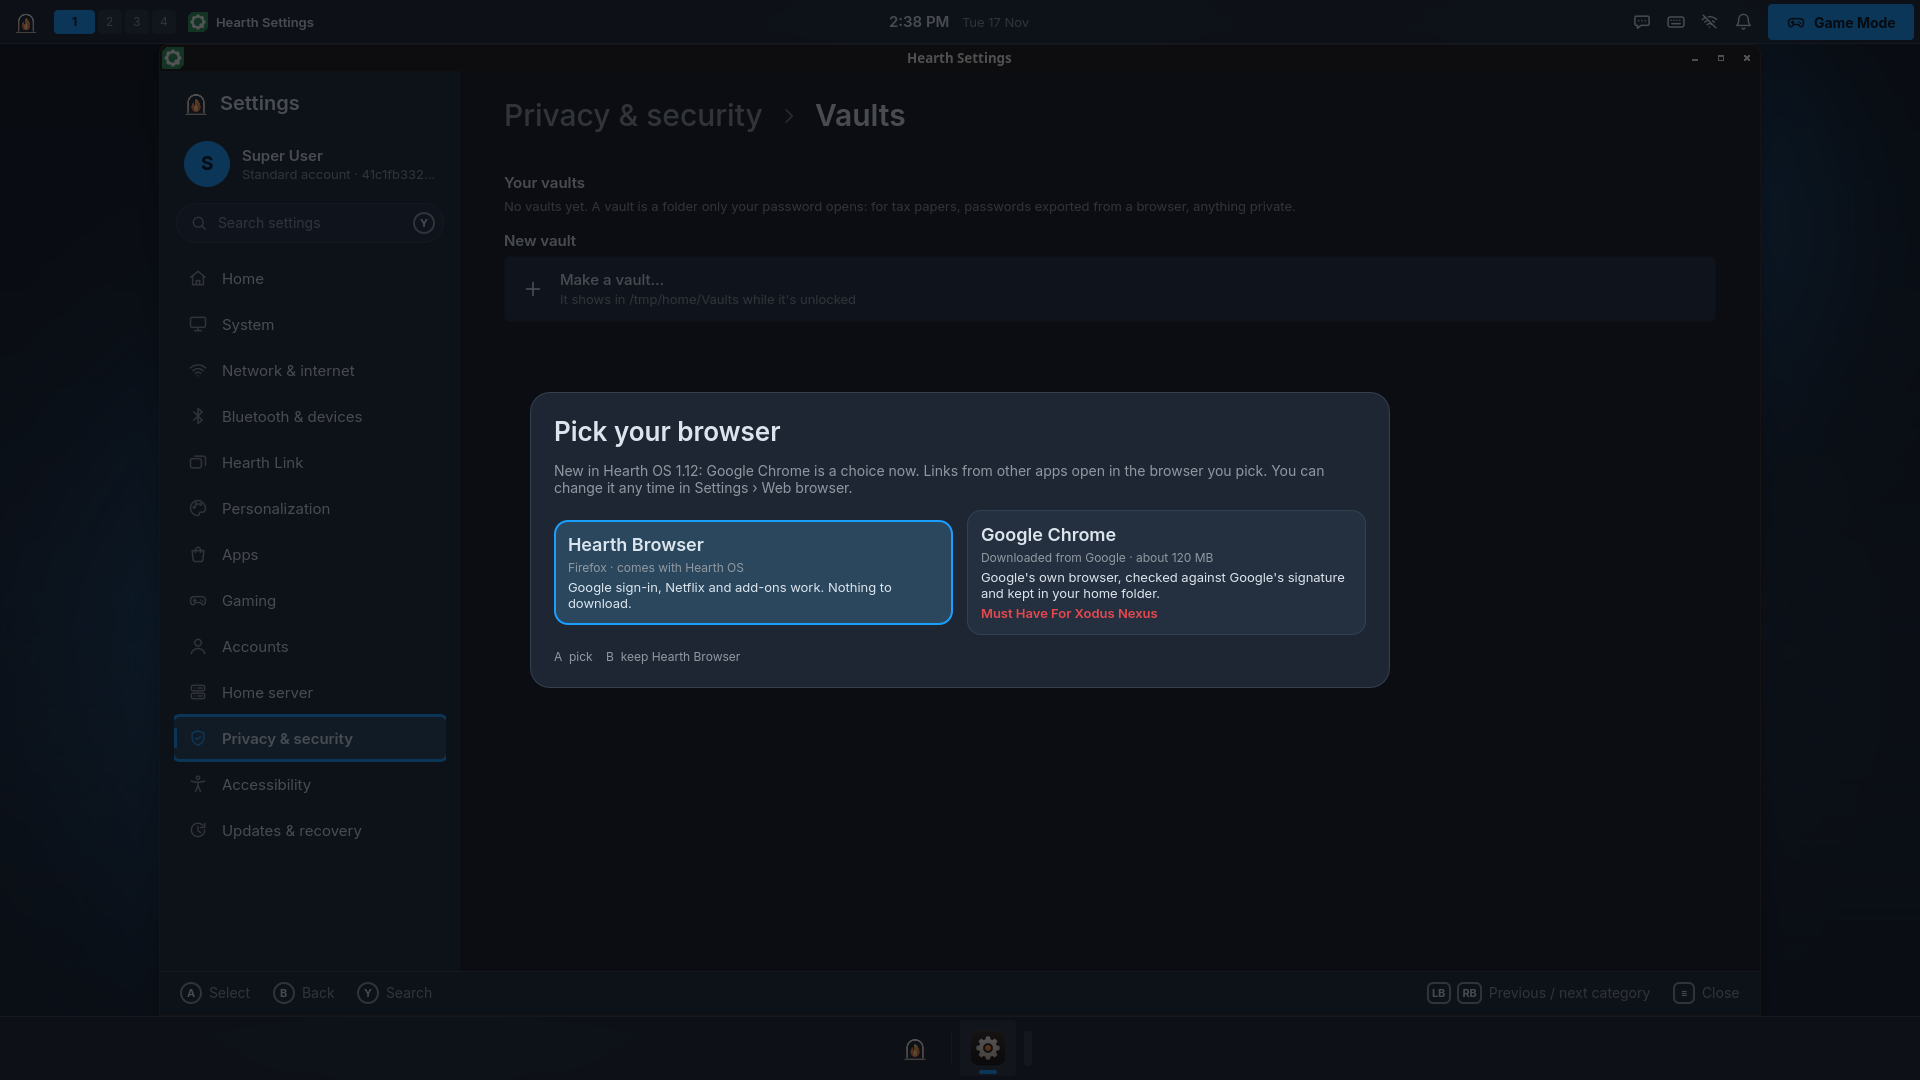 1 2 3 4 Hearth Settings 2:38 PM Tue 17 Nov Game Mode
Hearth Settings
Settings
S Super User
Standard account · 41c1fb332...
Search settings Y
Home
System
Network & internet
Bluetooth & devices
Hearth Link
Personalization
Apps
Gaming
Accounts
Home server
Privacy & security
Accessibility
Updates & recovery
Privacy & security › Vaults
Your vaults
No vaults yet. A vault is a folder only your password opens: for tax papers, passwords exported from a browser, anything private.
New vault
Make a vault...
It shows in /tmp/home/Vaults while it's unlocked
Pick your browser
New in Hearth OS 1.12: Google Chrome is a choice now. Links from other apps open in the browser you pick. You can
change it any time in Settings › Web browser.
Hearth Browser
Firefox · comes with Hearth OS
Google sign-in, Netflix and add-ons work. Nothing to
download.
Google Chrome
Downloaded from Google · about 120 MB
Google's own browser, checked against Google's signature
and kept in your home folder.
Must Have For Xodus Nexus
A pick B keep Hearth Browser
A Select B Back Y Search LB RB Previous / next category ≡ Close